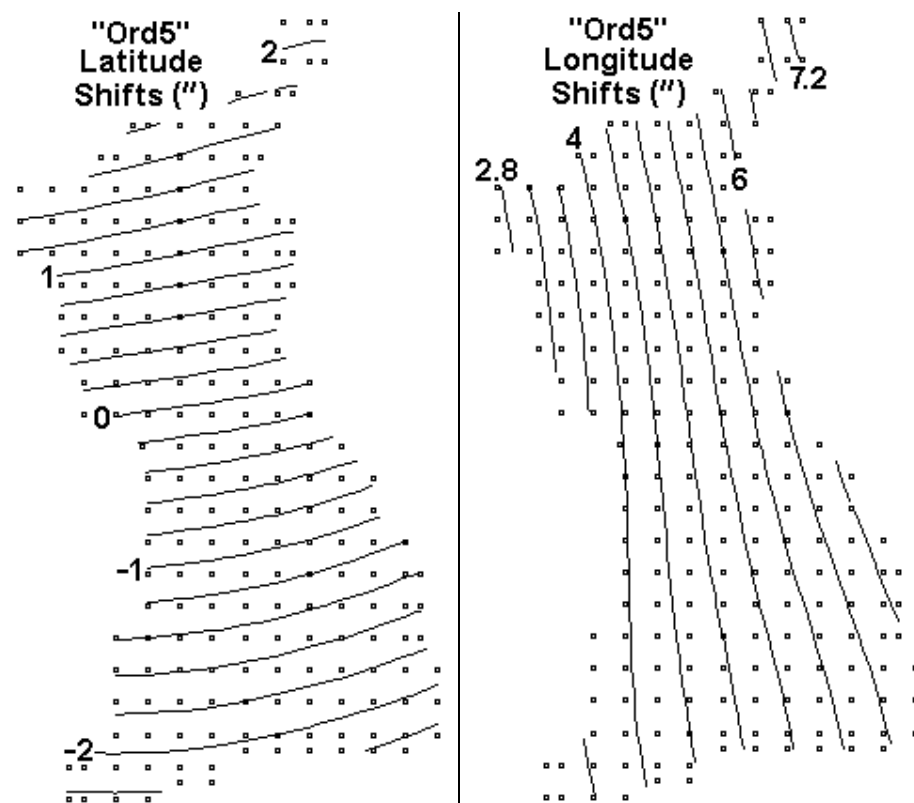 "Ord5"
Latitude
Shifts (")
2
1
0
-1
-2
"Ord5"
Longitude
Shifts (")
7.2
4
2.8
6